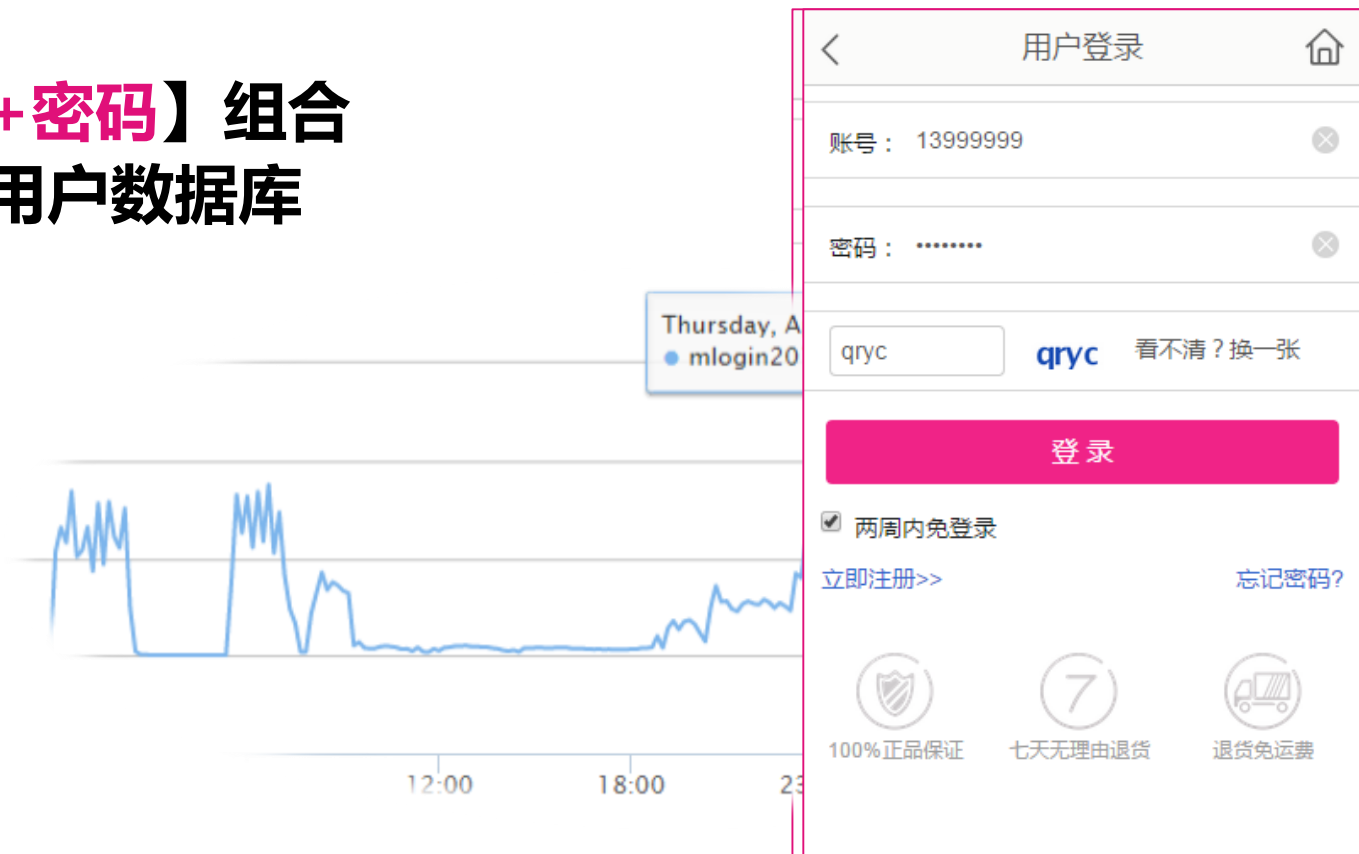 +密码】组合
用户数据库
Thursday, A
mlogin20
12:00
18:00
23
用户登录
账号： 13999999
密码： ••••••••
qryc
qryc
看不清？换一张
登录
两周内免登录
立即注册>>
忘记密码?
7
100%正品保证
七天无理由退货
退货免运费